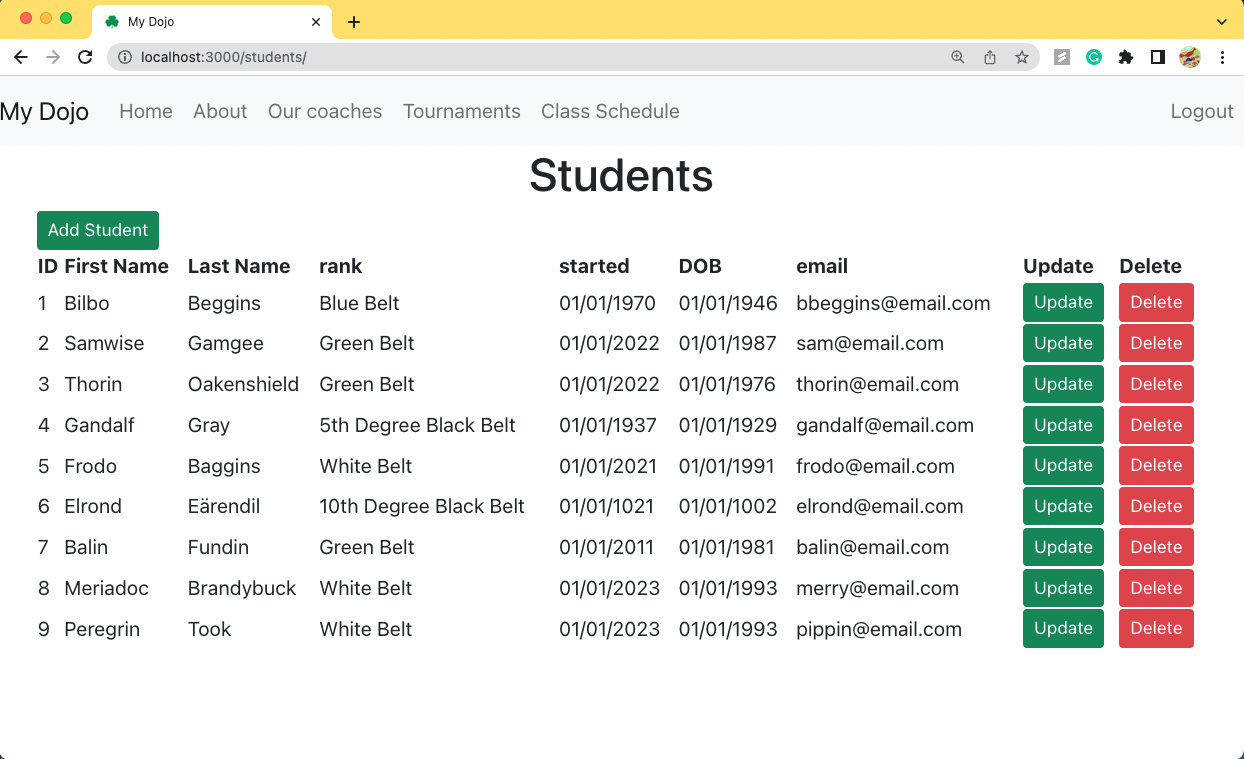 My Dojo
localhost:3000/students/
My Dojo Home About Our coaches Tournaments Class Schedule Logout
Students
Add Student
ID First Name Last Name rank started DOB email Update Delete
1 Bilbo Beggins Blue Belt 01/01/1970 01/01/1946 bbeggins@email.com Update Delete
2 Samwise Gamgee Green Belt 01/01/2022 01/01/1987 sam@email.com Update Delete
3 Thorin Oakenshield Green Belt 01/01/2022 01/01/1976 thorin@email.com Update Delete
4 Gandalf Gray 5th Degree Black Belt 01/01/1937 01/01/1929 gandalf@email.com Update Delete
5 Frodo Baggins White Belt 01/01/2021 01/01/1991 frodo@email.com Update Delete
6 Elrond Eärendil 10th Degree Black Belt 01/01/1021 01/01/1002 elrond@email.com Update Delete
7 Balin Fundin Green Belt 01/01/2011 01/01/1981 balin@email.com Update Delete
8 Meriadoc Brandybuck White Belt 01/01/2023 01/01/1993 merry@email.com Update Delete
9 Peregrin Took White Belt 01/01/2023 01/01/1993 pippin@email.com Update Delete